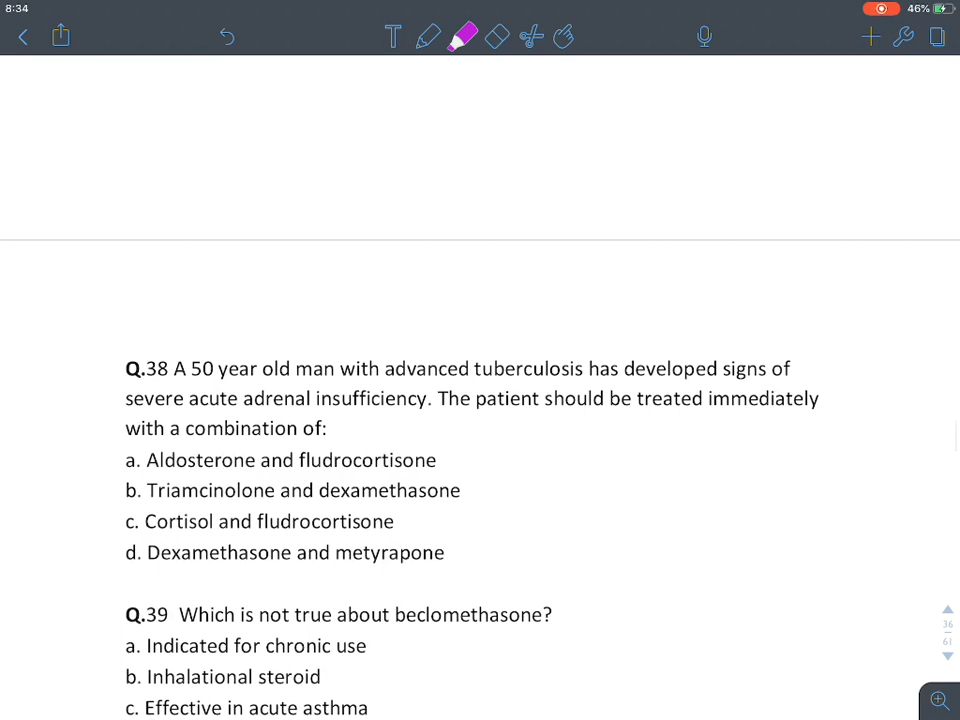 8:34
46%
T
Q.38 A 50 year old man with advanced tuberculosis has developed signs of
severe acute adrenal insufficiency. The patient should be treated immediately
with a combination of:
a. Aldosterone and fludrocortisone
b. Triamcinolone and dexamethasone
c. Cortisol and fludrocortisone
d. Dexamethasone and metyrapone
Q.39 Which is not true about beclomethasone?
a. Indicated for chronic use
b. Inhalational steroid
c. Effective in acute asthma
36
61